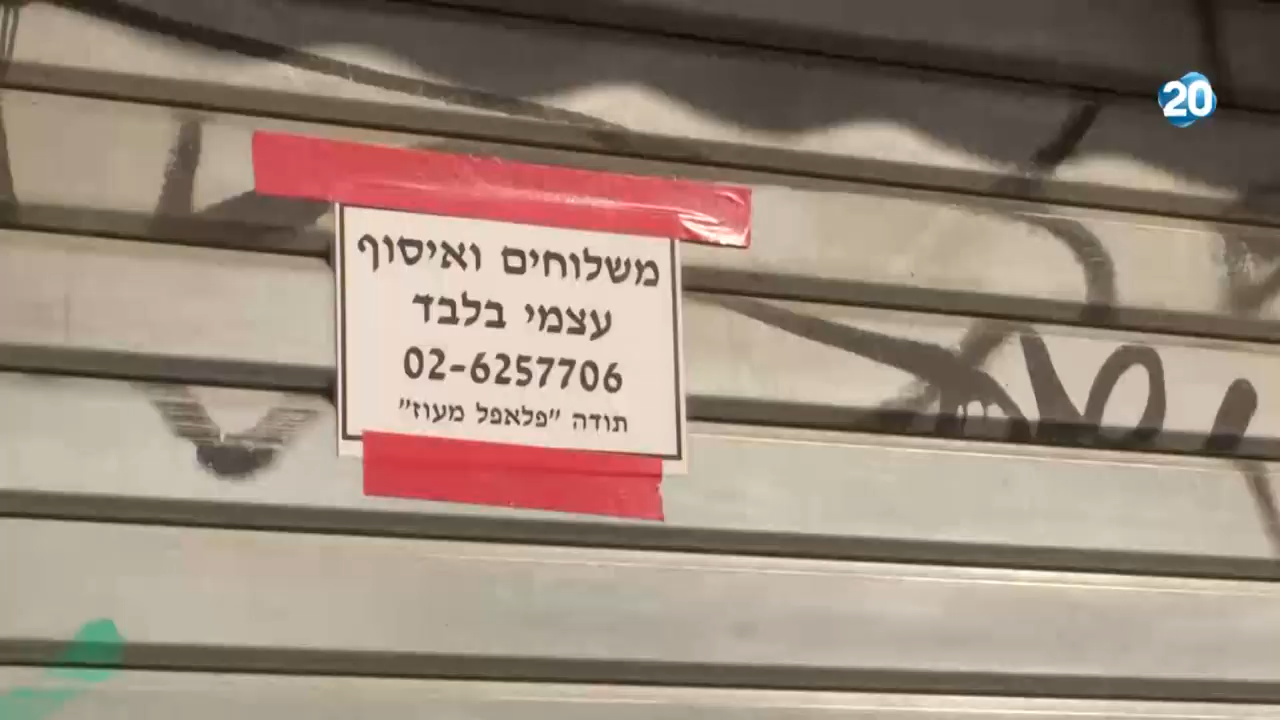 20
משלוחים ואיסוף
עצמי בלבד
02-6257706
תודה "פלאפל מעוז"